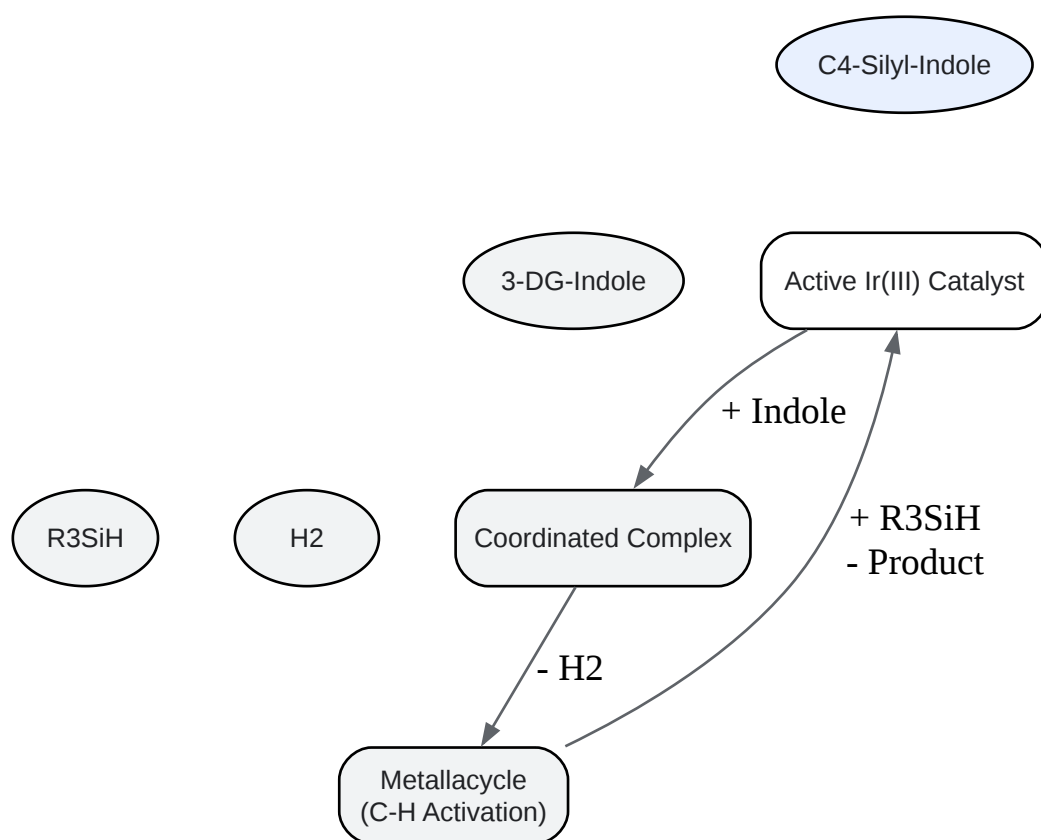 C4-Silyl-Indole
3-DG-Indole
Active Ir(III) Catalyst
+ Indole
R3SiH
H2
Coordinated Complex
+ R3SiH
- Product
- H2
Metallacycle
(C-H Activation)